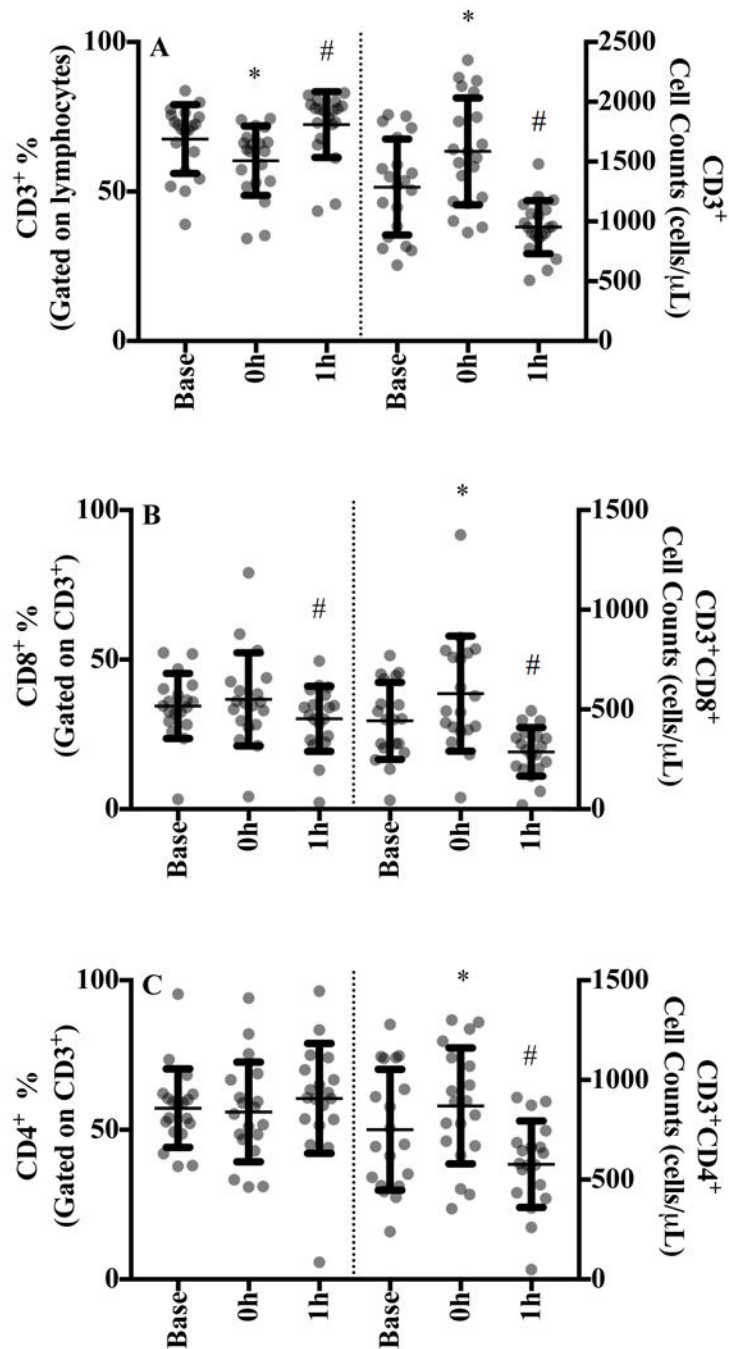 A
CD3⁺ %
(Gated on lymphocytes)
100
50
0
*
#
*
#
2500
2000
1500
1000
500
0
CD3⁺
Cell Counts (cells/μL)
Base
0h
1h
Base
0h
1h
B
CD8⁺ %
(Gated on CD3⁺)
100
50
0
#
*
#
1500
1000
500
0
CD3⁺CD8⁺
Cell Counts (cells/μL)
Base
0h
1h
Base
0h
1h
C
CD4⁺ %
(Gated on CD3⁺)
100
50
0
*
#
1500
1000
500
0
CD3⁺CD4⁺
Cell Counts (cells/μL)
Base
0h
1h
Base
0h
1h